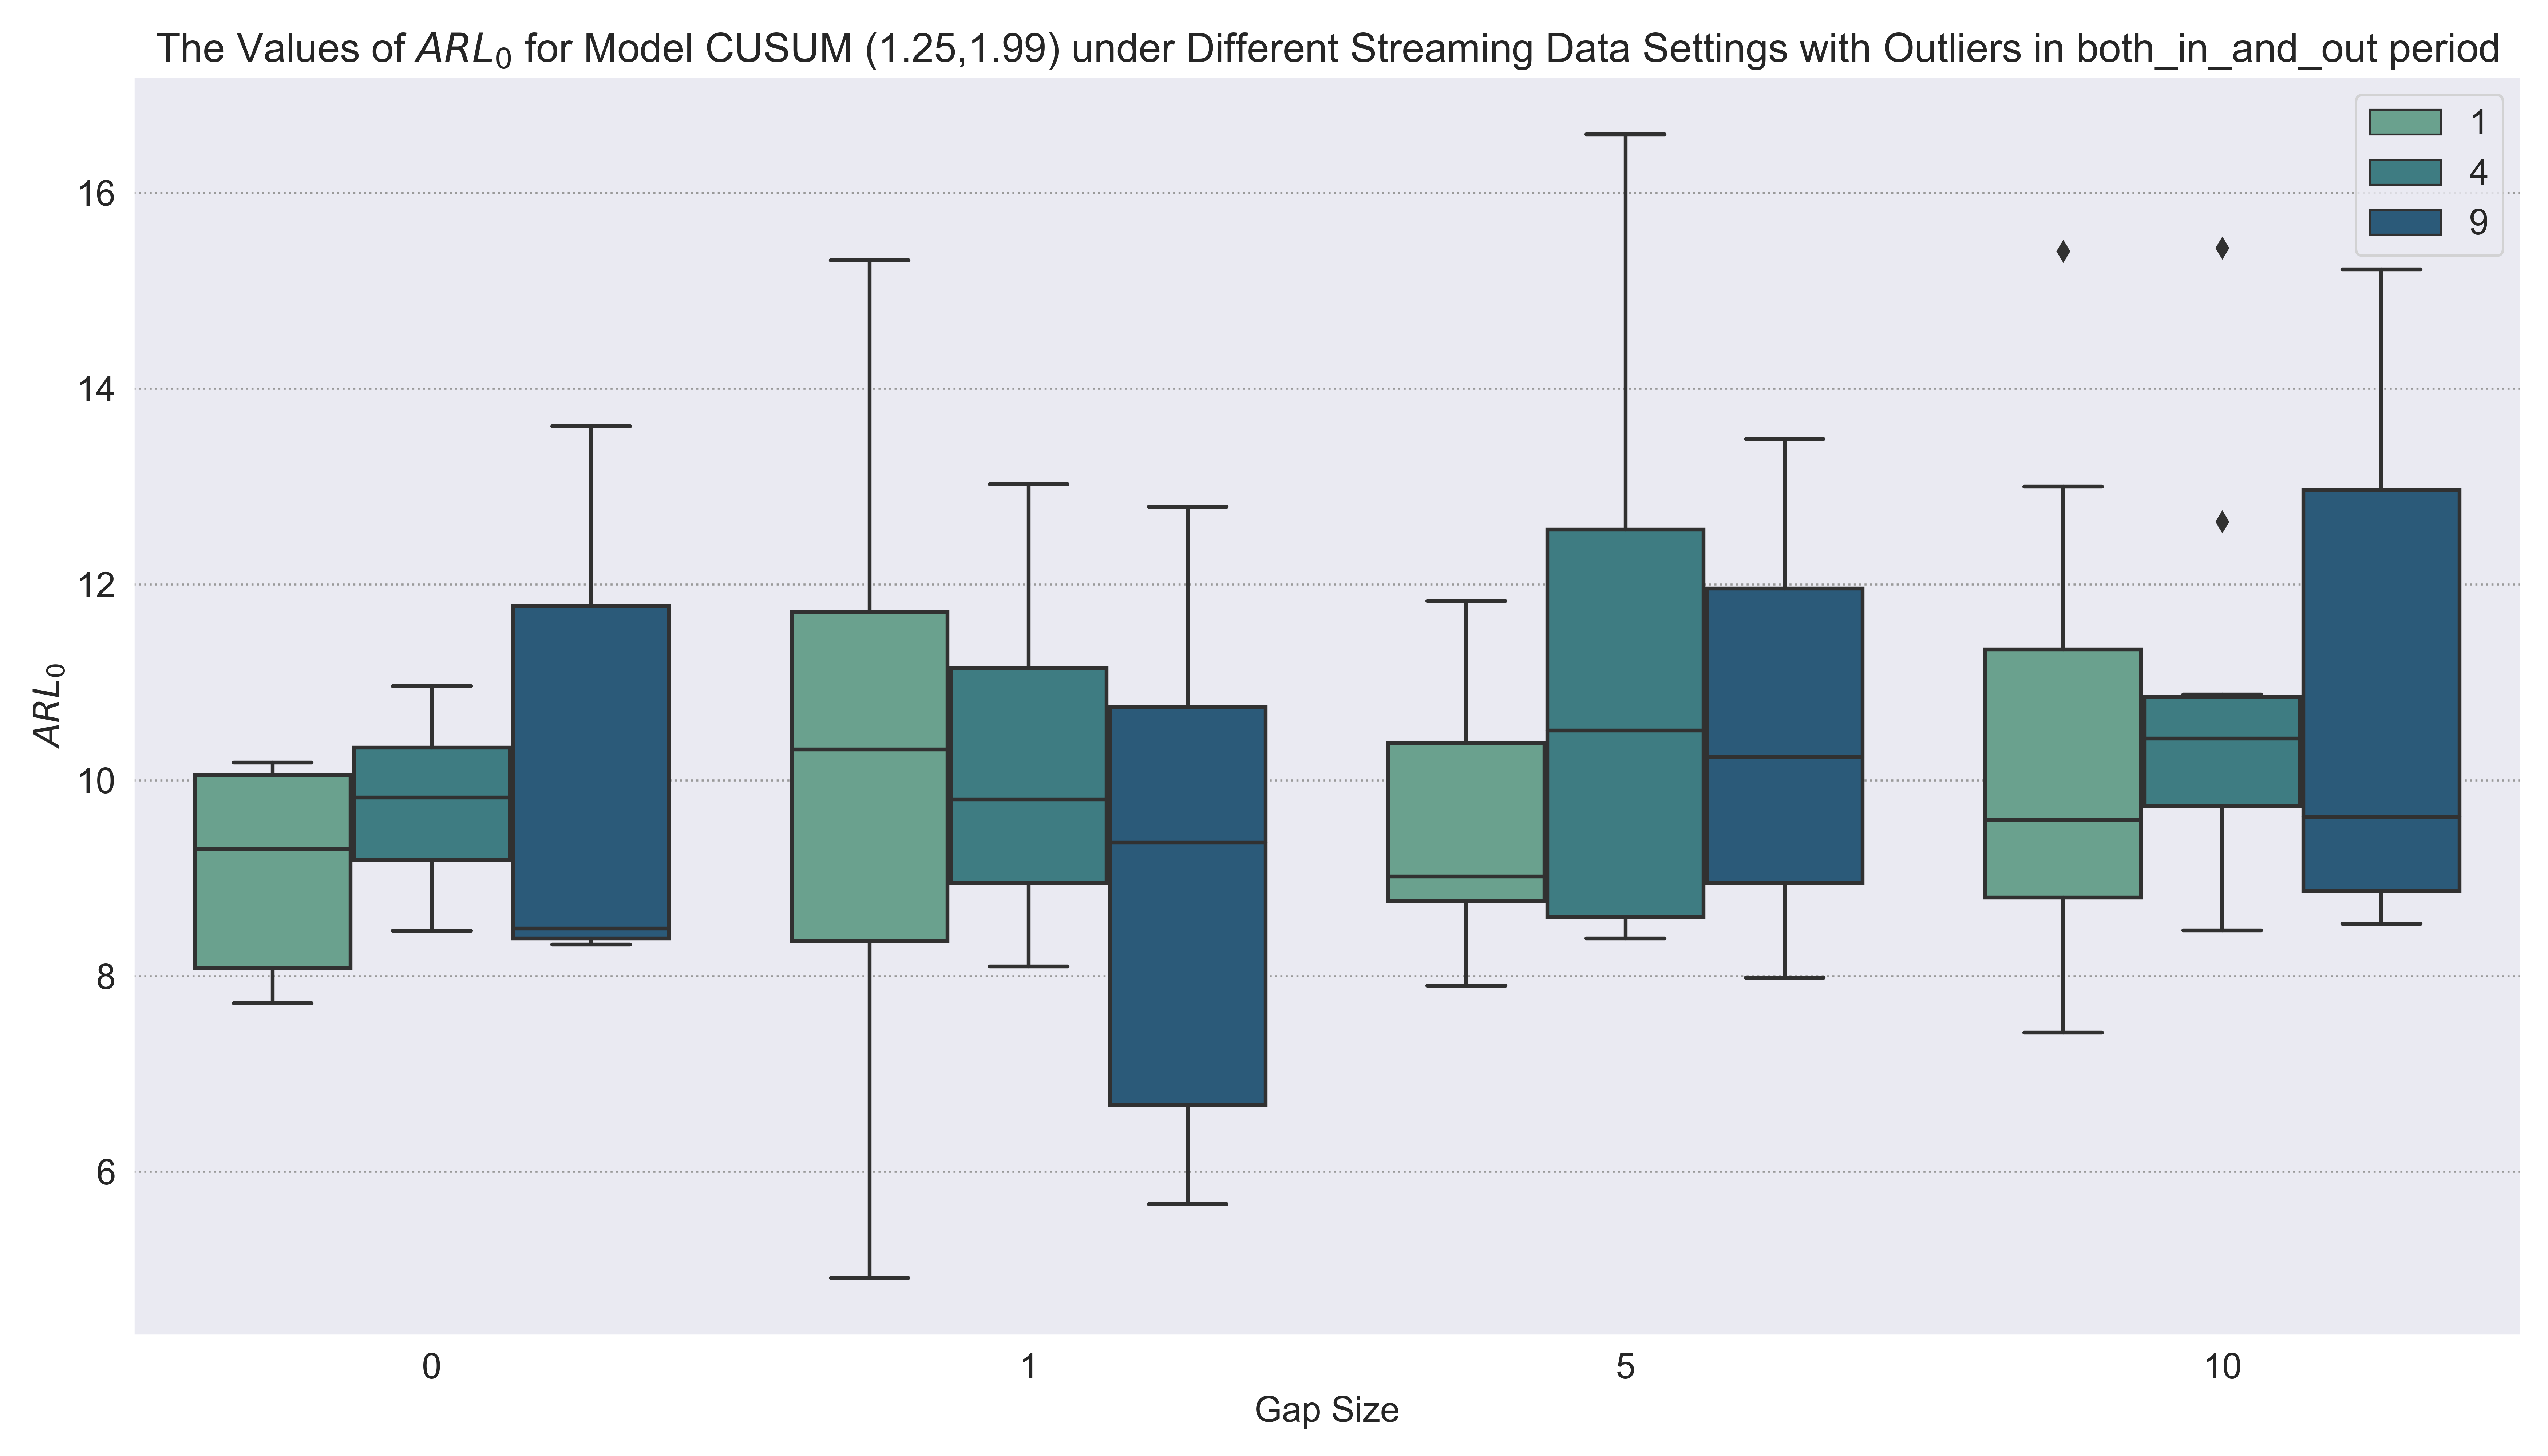 The Values of ARL₀ for Model CUSUM (1.25,1.99) under Different Streaming Data Settings with Outliers in both_in_and_out period
1
4
9
16
14
12
10
8
6
ARL₀
0 1 5 10
Gap Size